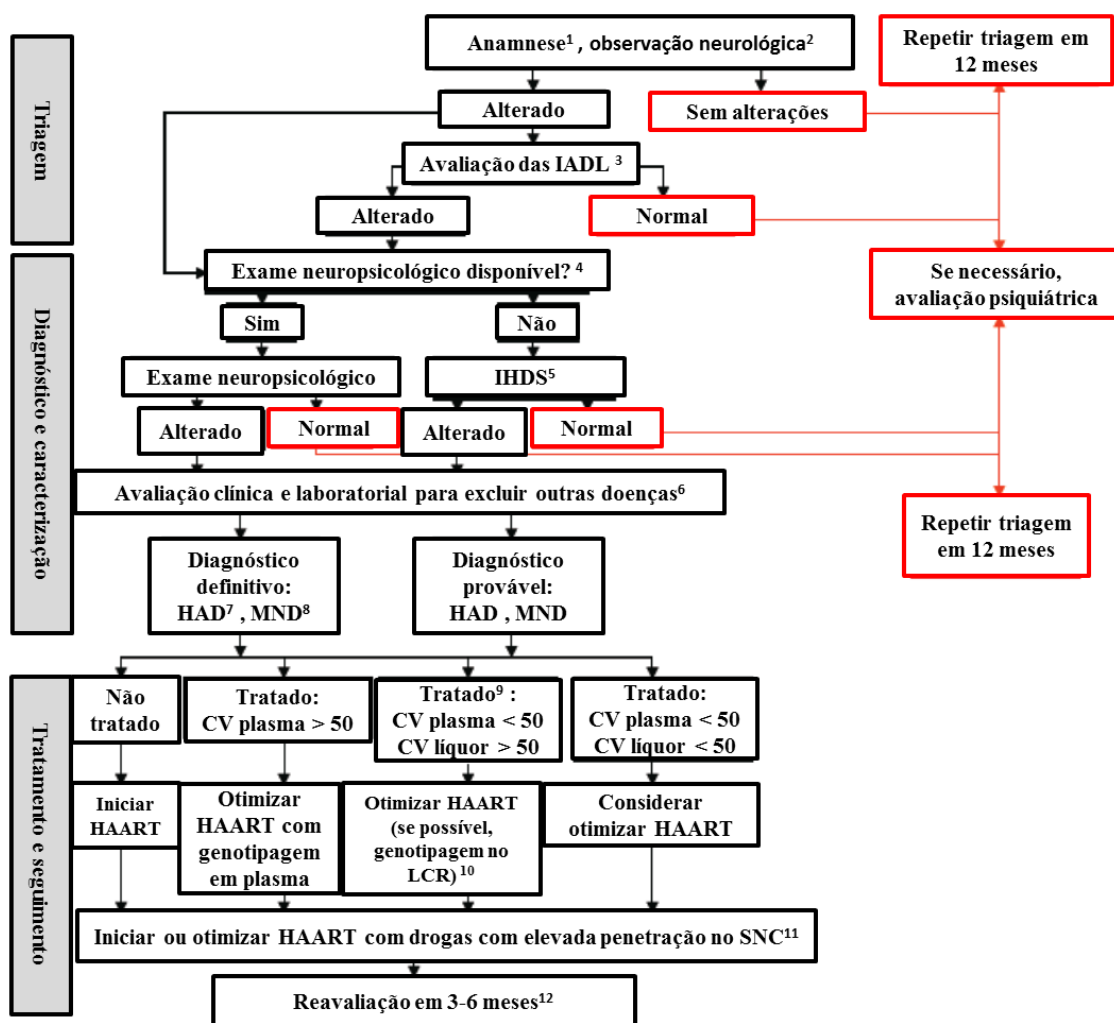 Triagem
Anamnese¹ , observação neurológica²
Repetir triagem em
12 meses
Alterado
Sem alterações
Avaliação das IADL ³
Alterado
Normal
Diagnóstico e caracterização
Exame neuropsicológico disponível? ⁴
Se necessário,
avaliação psiquiátrica
Sim
Não
Exame neuropsicológico
IHDS⁵
Alterado
Normal
Alterado
Normal
Avaliação clínica e laboratorial para excluir outras doenças⁶
Repetir triagem
em 12 meses
Diagnóstico
definitivo:
HAD⁷ , MND⁸
Diagnóstico
provável:
HAD , MND
Tratamento e seguimento
Não
tratado
Tratado:
CV plasma > 50
Tratado⁹ :
CV plasma < 50
CV líquor > 50
Tratado:
CV plasma < 50
CV líquor < 50
Iniciar
HAART
Otimizar
HAART com
genotipagem
em plasma
Otimizar HAART
(se possível,
genotipagem no
LCR) ¹⁰
Considerar
otimizar HAART
Iniciar ou otimizar HAART com drogas com elevada penetração no SNC¹¹
Reavaliação em 3-6 meses¹²